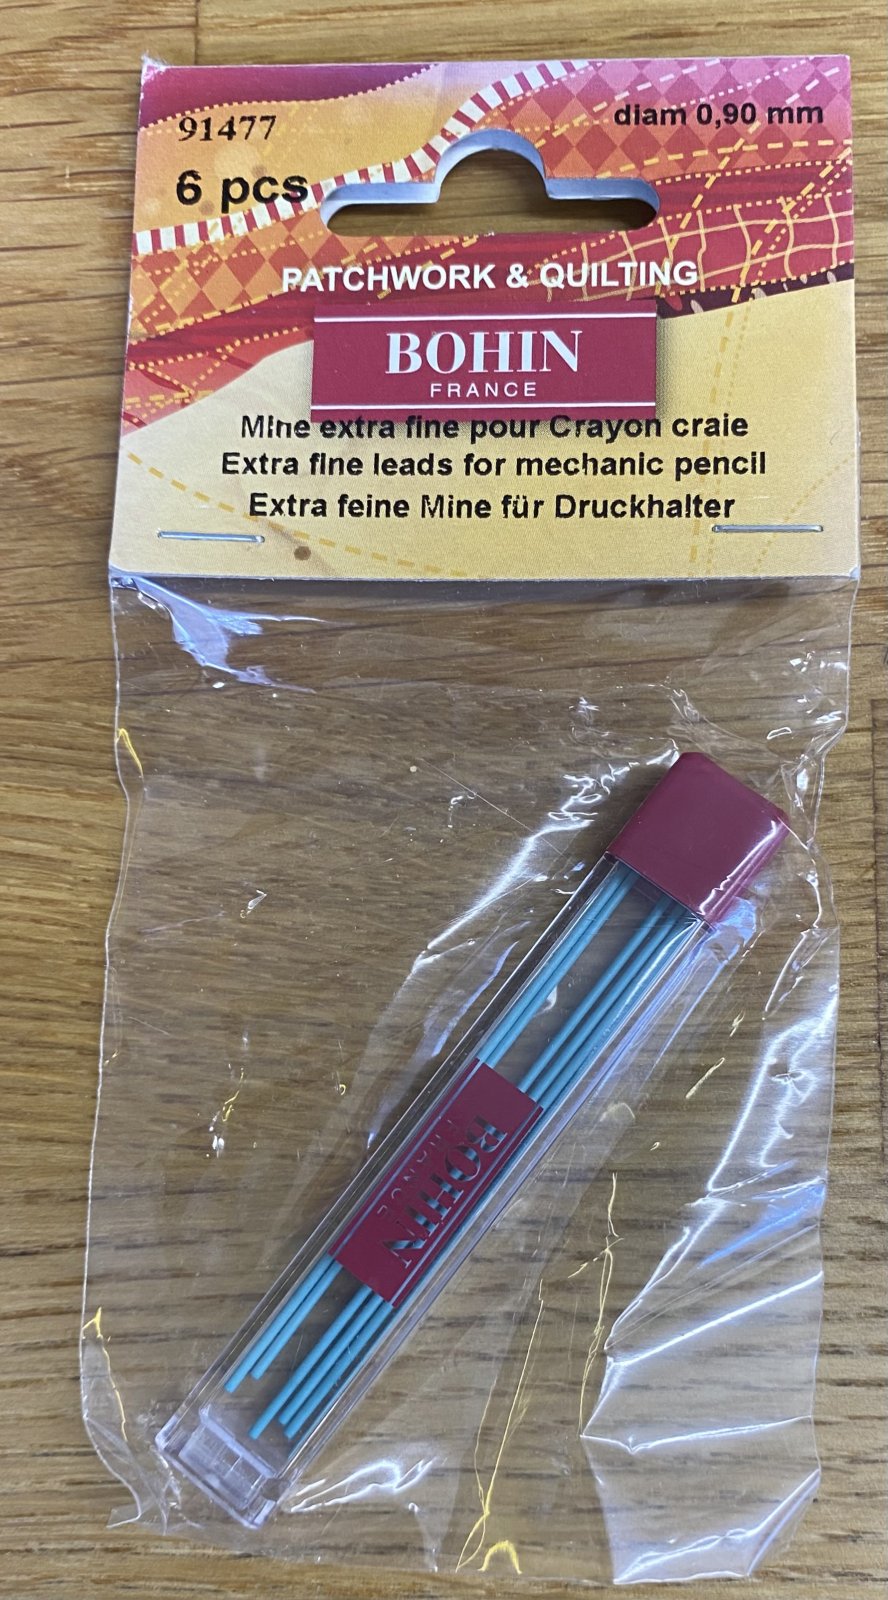 91477
diam 0,90 mm
6 pcs
PATCHWORK & QUILTING
BOHIN
FRANCE
Mine extra fine pour Crayon craie
Extra fine leads for mechanic pencil
Extra feine Mine für Druckhalter
BOHIN
FRANCE